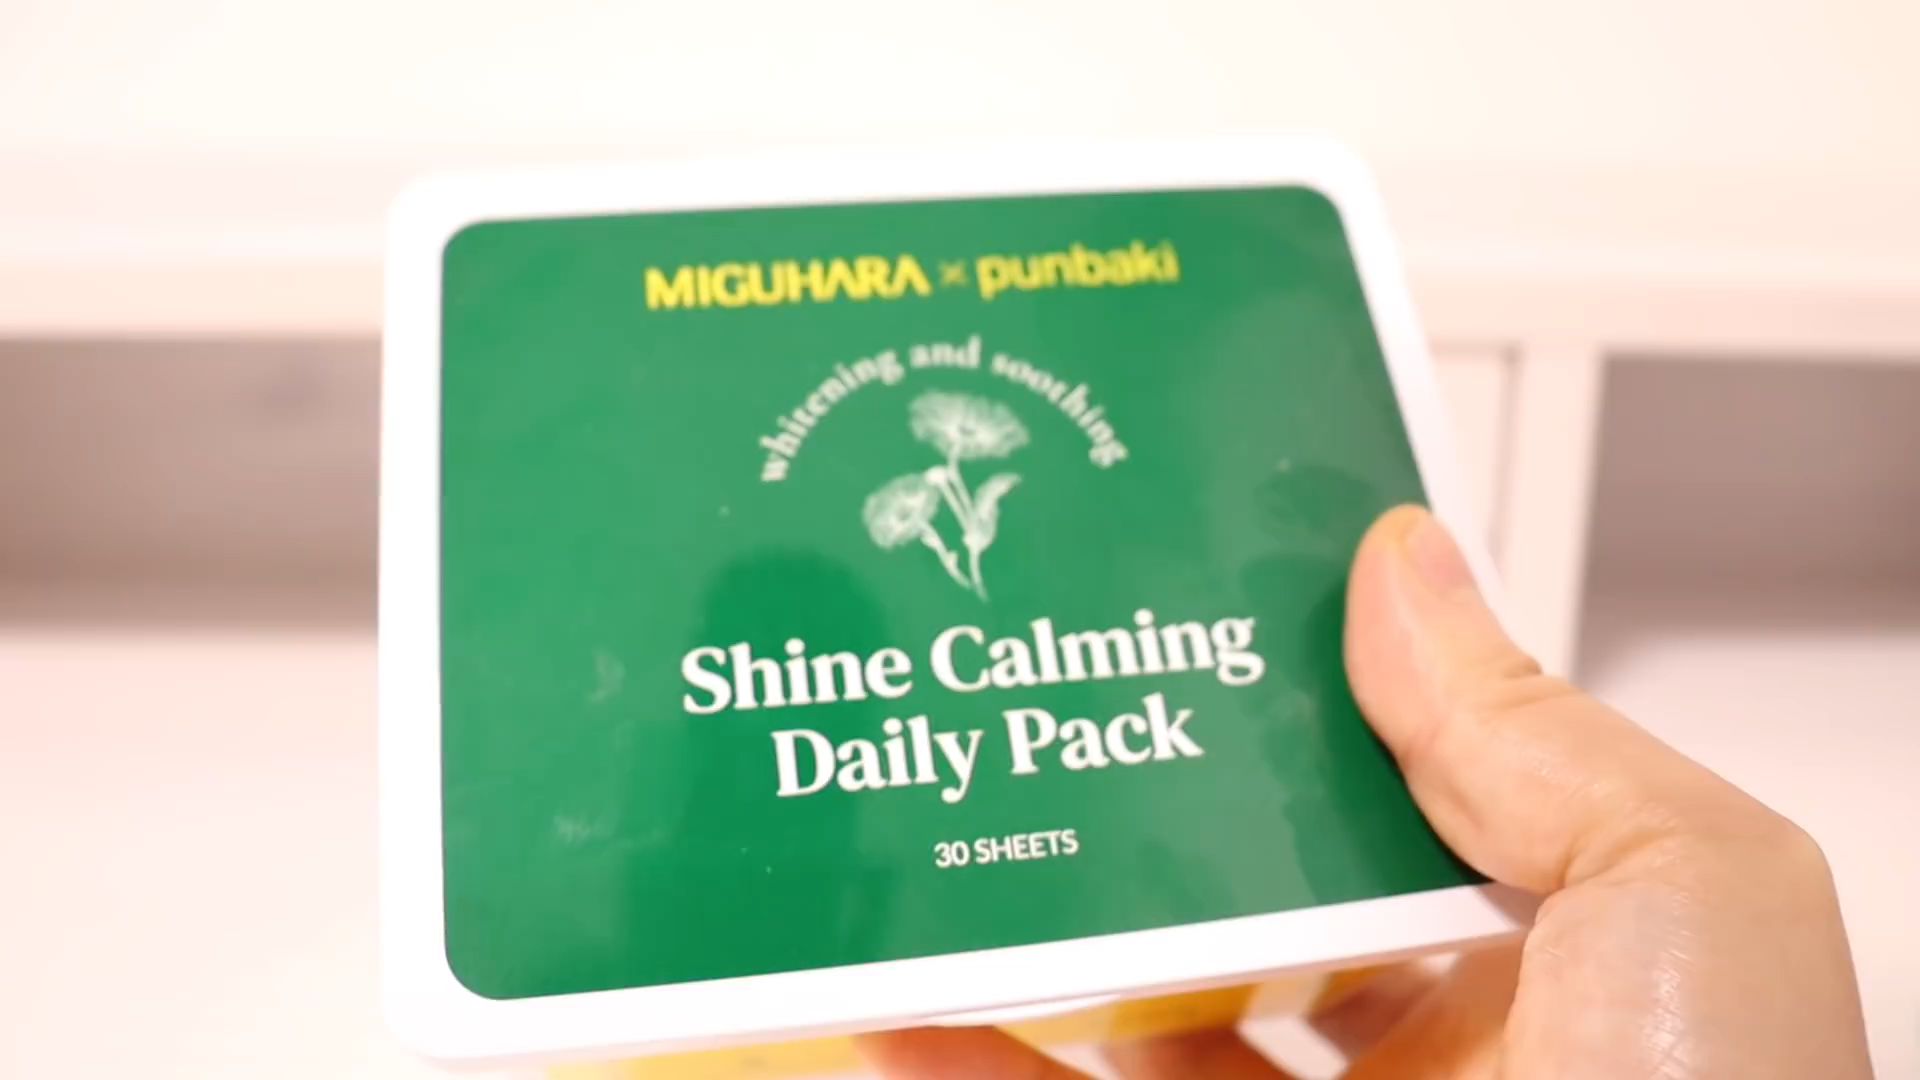 MIGUHARA × punbaki
whitening and soothing
Shine Calming
Daily Pack
30 SHEETS